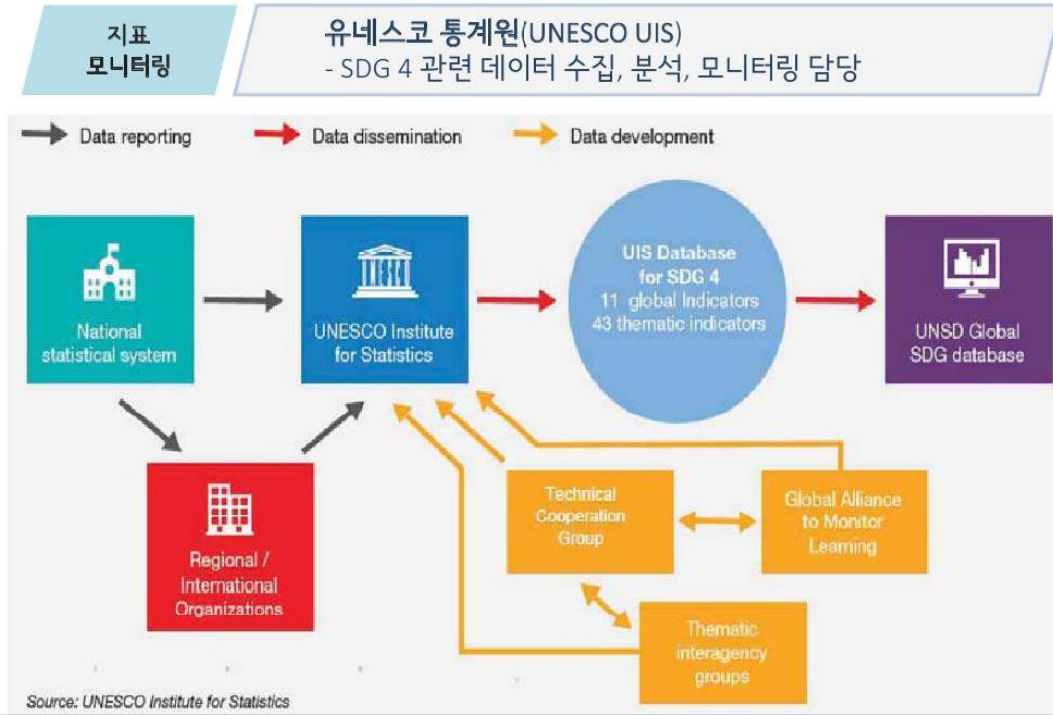 지표
모니터링
유네스코 통계원(UNESCO UIS)
- SDG 4 관련 데이터 수집, 분석, 모니터링 담당
Data reporting
Data dissemination
Data development
National
statistical system
UNESCO Institute
for Statistics
UIS Database
for SDG 4
11 global Indicators
43 thematic indicators
UNSD Global
SDG database
Regional /
International
Organizations
Technical
Cooperation
Group
Global Alliance
to Monitor
Learning
Thematic
interagency
groups
Source: UNESCO Institute for Statistics